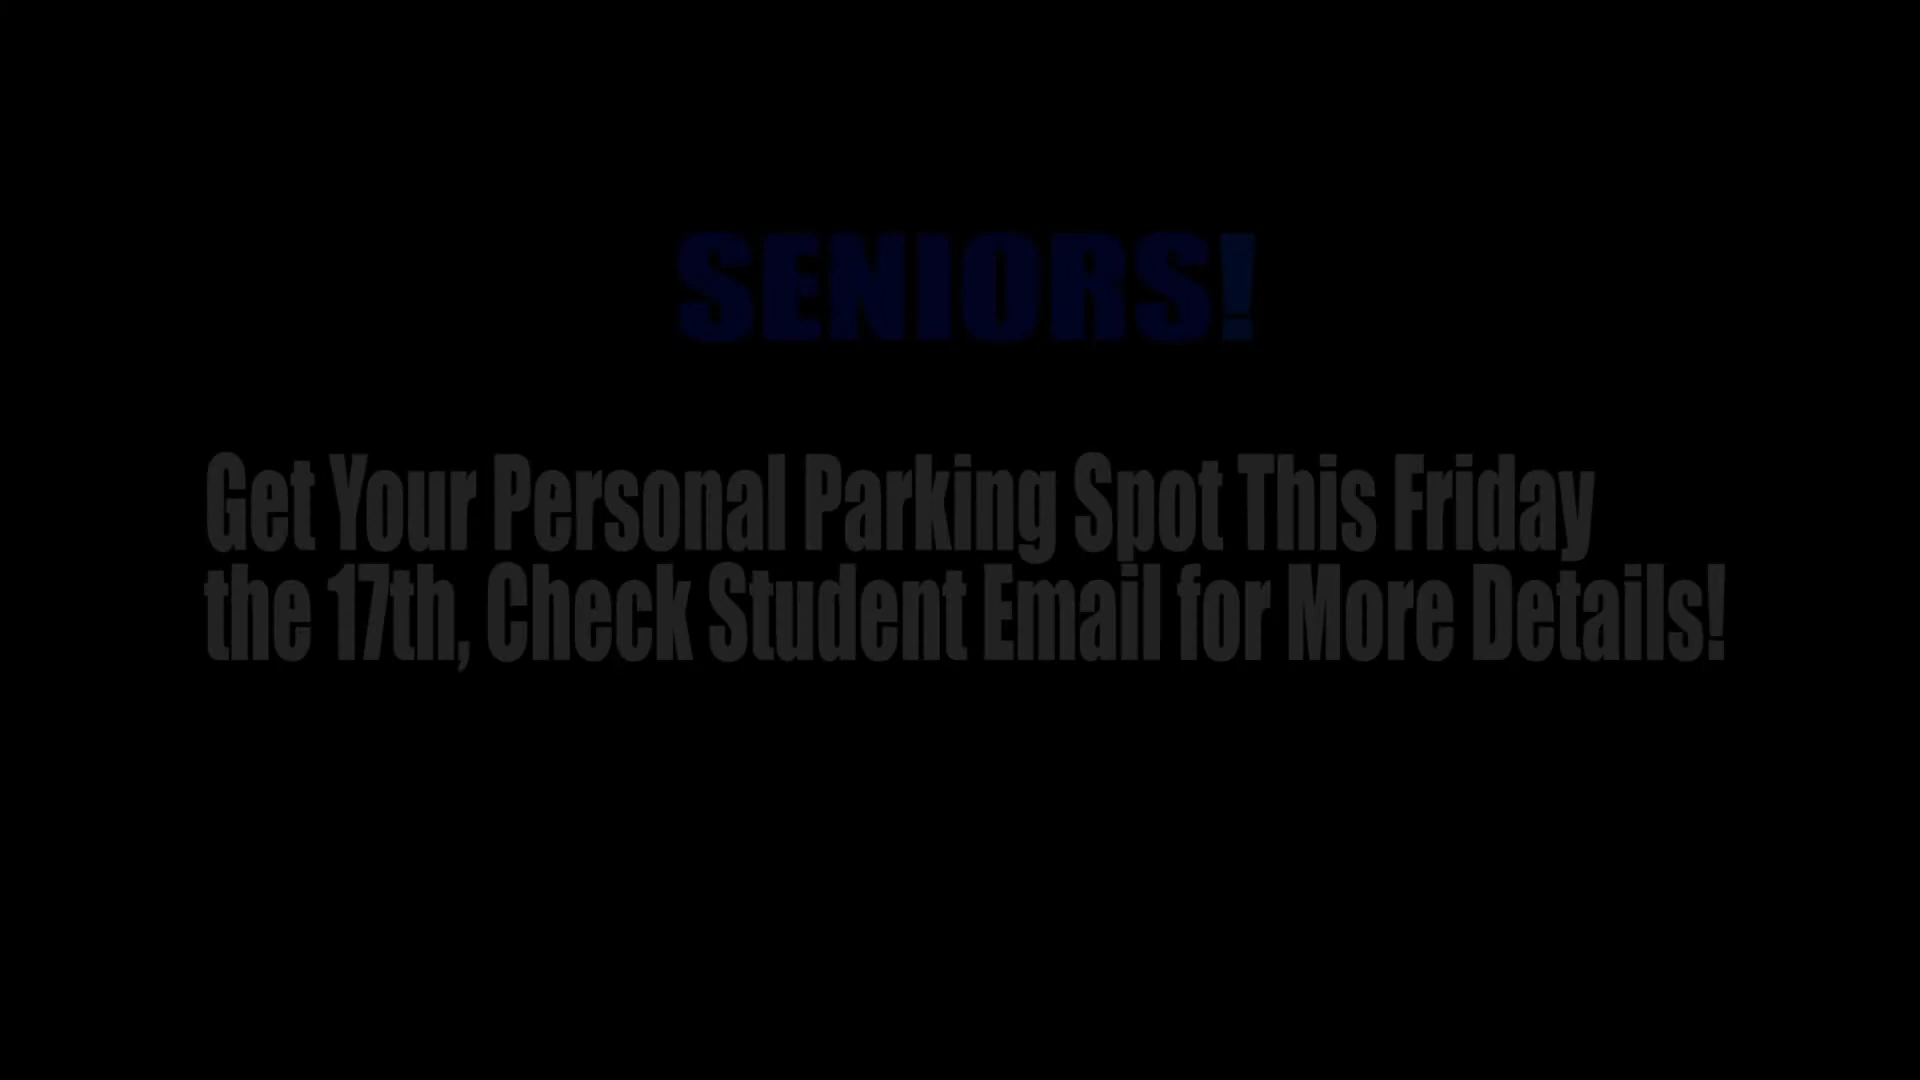 SENIORS!
Get Your Personal Parking Spot This Friday
the 17th, Check Student Email for More Details!